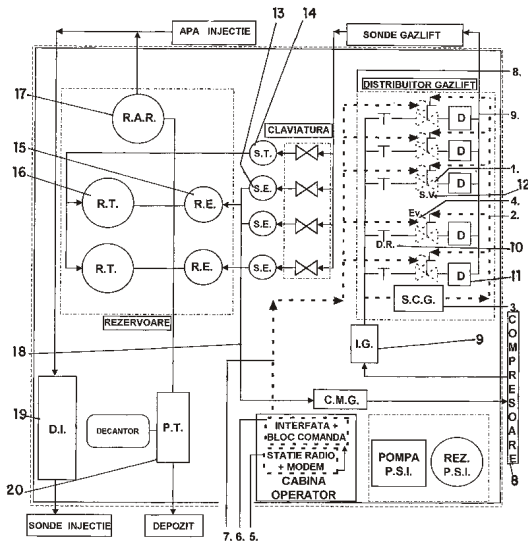 13
14
APA INJECTIE
SONDE GAZLIFT
8.
DISTRIBUITOR GAZLIFT
17
R.A.R.
9.
CLAVIATURA
D
15
S.T.
D
16
1.
R.T.
R.E.
S.E.
S.V.
D
12
4.
Ev.
2.
S.E.
D
D.R.
10
R.T.
R.E.
S.E.
D
11
S.C.G.
3.
REZERVOARE
18
I.G.
9
COMPRESOARE
C.M.G.
19
D.I.
DECANTOR
P.T.
INTERFATA +
BLOC COMANDA
STATIE RADIO
+ MODEM
CABINA
OPERATOR
POMPA
P.S.I.
REZ.
P.S.I.
8
20
SONDE INJECTIE
DEPOZIT
7. 6. 5.